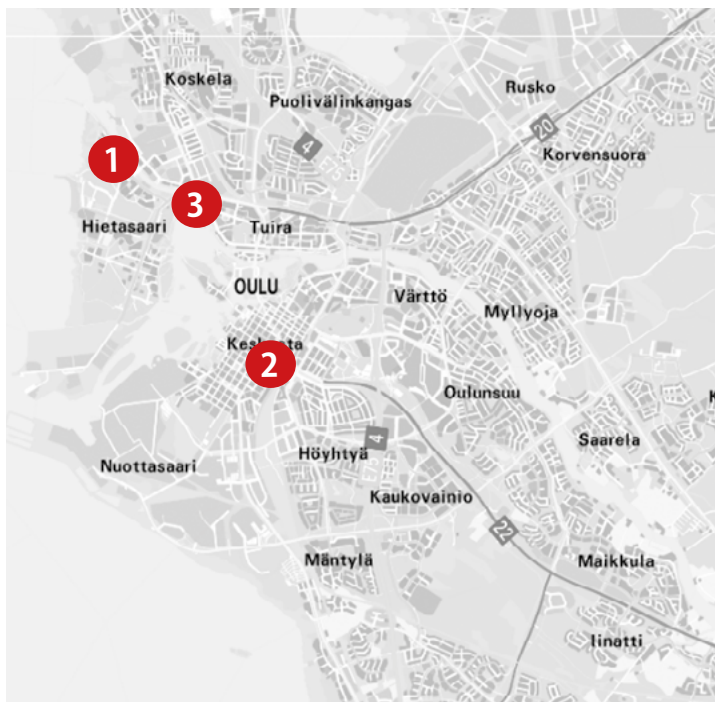 Koskela
Puolivälinkangas
Rusko
20
4
Korvensuora
1
3
Hietasaari
Tuira
OULU
Värttö
Myllyoja
2
Oulunsuu
4
Saarela
Höyhtyä
Nuottasaari
Kaukovainio
22
Mäntylä
Maikkula
Iinatti